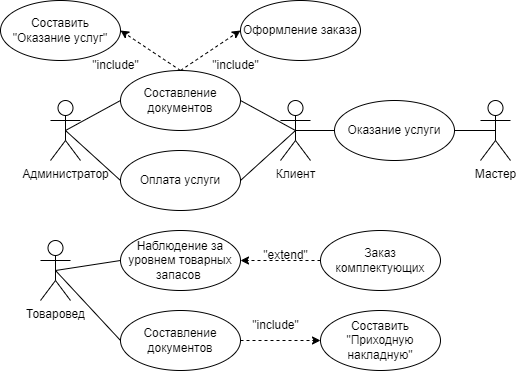 Составить
"Оказание услуг"
Оформление заказа
"include"
"include"
Составление
документов
Оказание услуги
Администратор
Оплата услуги
Клиент
Мастер
Наблюдение за
уровнем товарных
запасов
"extend"
Заказ
комплектующих
Товаровед
Составление
документов
"include"
Составить
"Приходную
накладную"